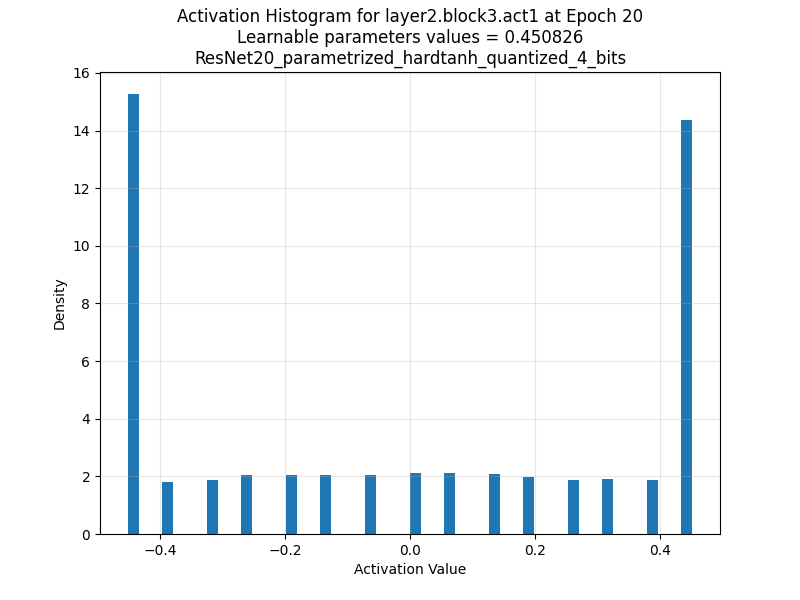 Activation Histogram for layer2.block3.act1 at Epoch 20
Learnable parameters values = 0.450826
ResNet20_parametrized_hardtanh_quantized_4_bits
16
14
12
10
8
6
4
2
0
Density
−0.4
−0.2
0.0
0.2
0.4
Activation Value